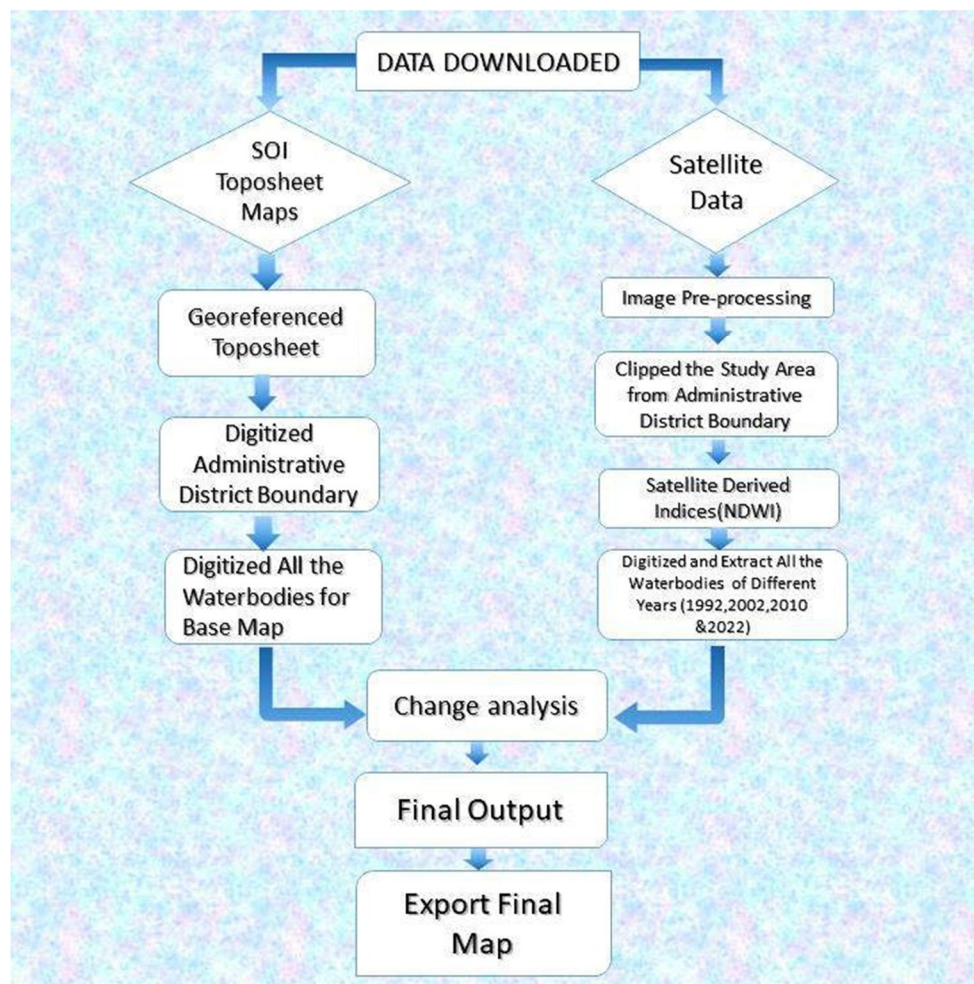 DATA DOWNLOADED
SOI
Toposheet
Maps
Satellite
Data
Georeferenced
Toposheet
Image Pre-processing
Clipped the Study Area
from Administrative
District Boundary
Digitized
Administrative
District Boundary
Satellite Derived
Indices(NDWI)
Digitized All the
Waterbodies for
Base Map
Digitized and Extract All the
Waterbodies of Different
Years (1992,2002,2010
&2022)
Change analysis
Final Output
Export Final
Map